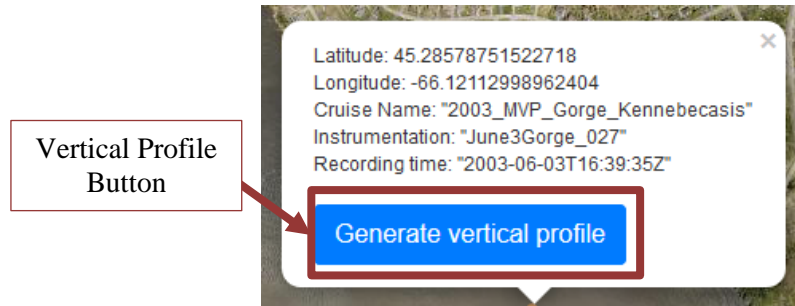 Latitude: 45.28578751522718
Longitude: -66.12112998962404
Cruise Name: "2003_MVP_Gorge_Kennebecasis"
Instrumentation: "June3Gorge_027"
Recording time: "2003-06-03T16:39:35Z"
Generate vertical profile
Vertical Profile
Button
×